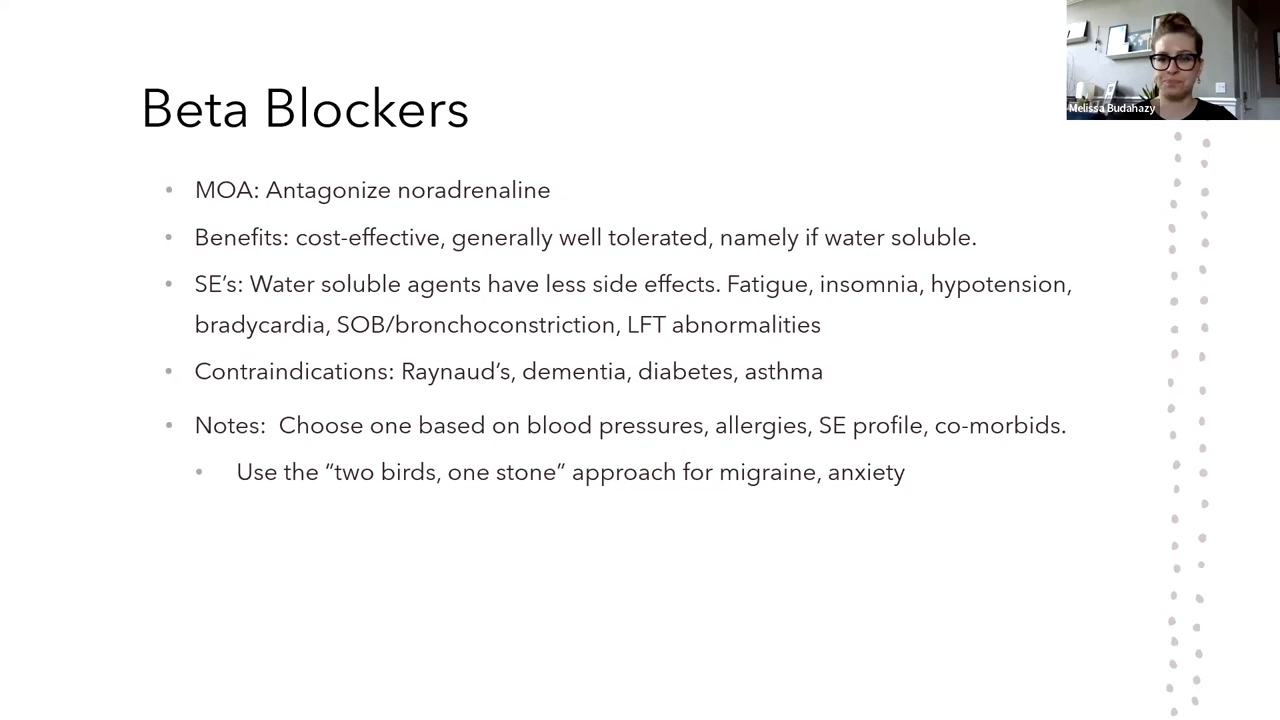 Melissa Budahazy
Beta Blockers
• MOA: Antagonize noradrenaline
• Benefits: cost-effective, generally well tolerated, namely if water soluble.
• SE’s: Water soluble agents have less side effects. Fatigue, insomnia, hypotension,
bradycardia, SOB/bronchoconstriction, LFT abnormalities
• Contraindications: Raynaud’s, dementia, diabetes, asthma
• Notes:  Choose one based on blood pressures, allergies, SE profile, co-morbids.
• Use the “two birds, one stone” approach for migraine, anxiety